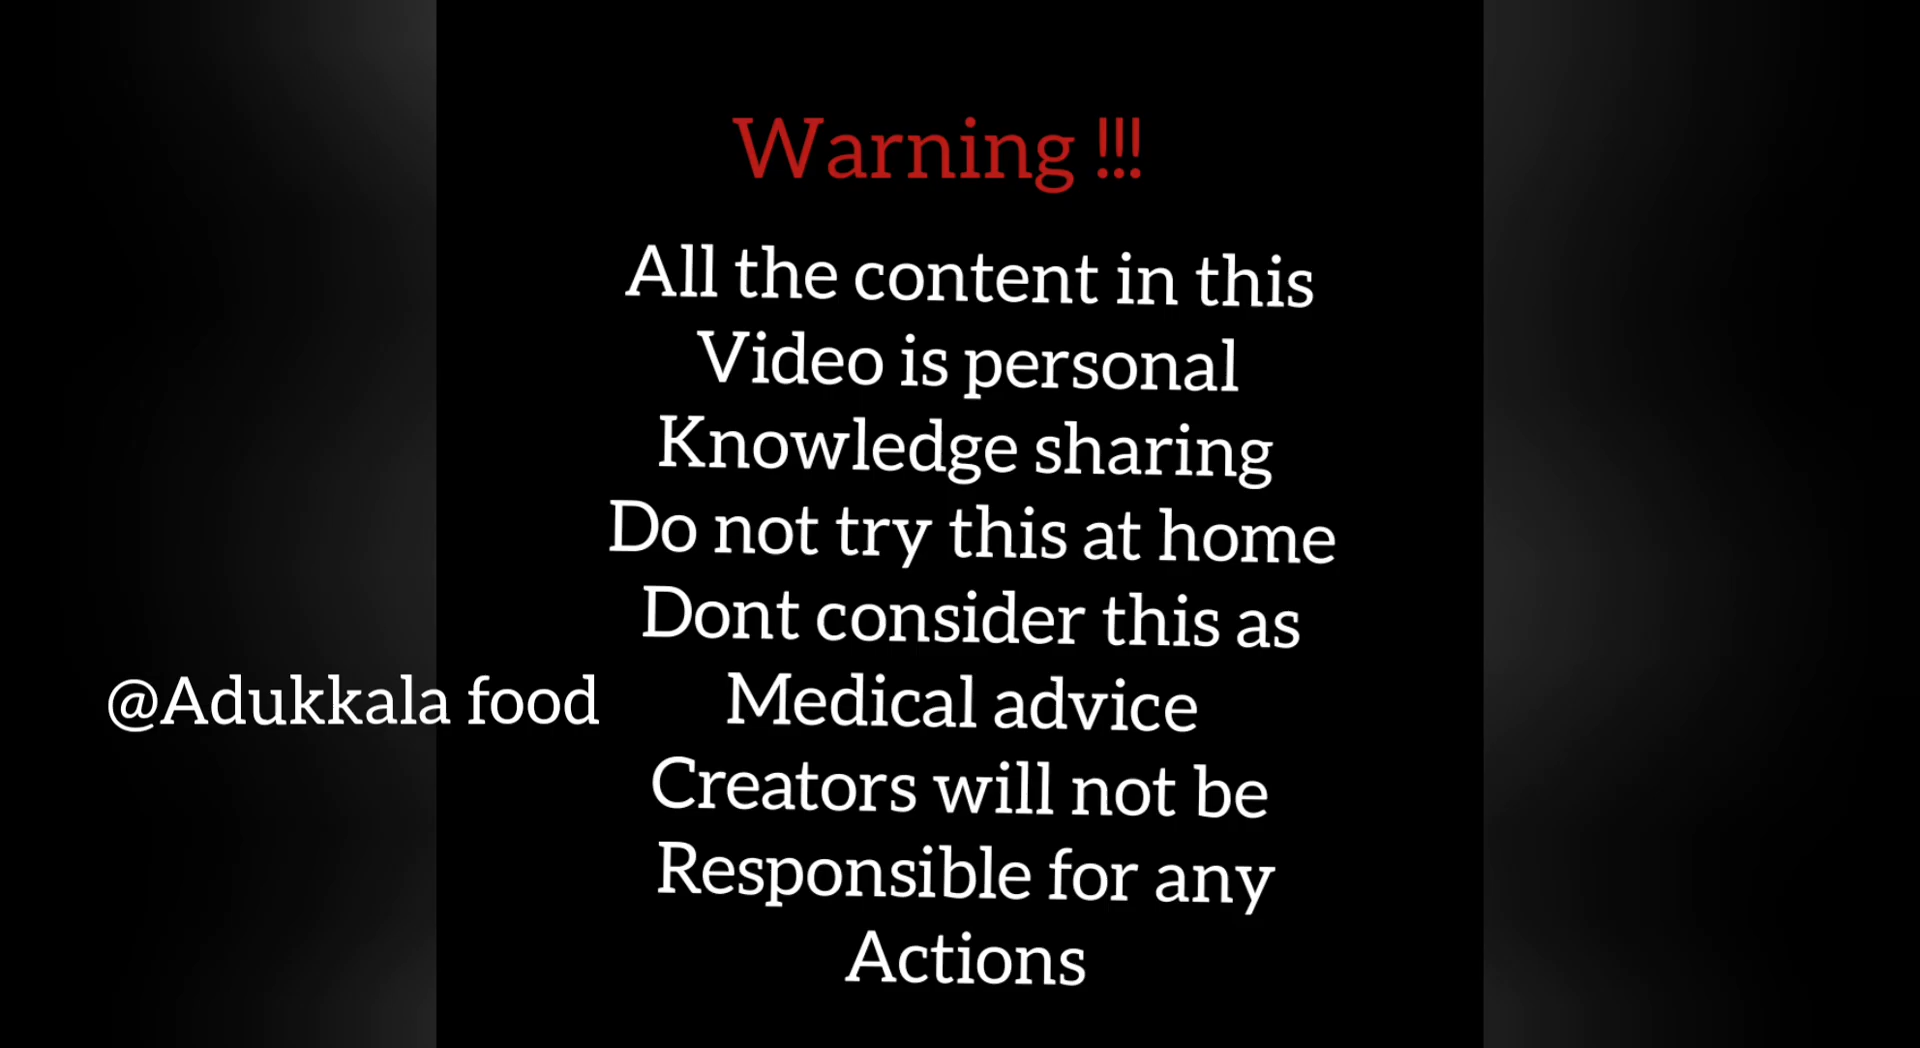 Warning !!!
All the content in this
Video is personal
Knowledge sharing
Do not try this at home
Dont consider this as
Medical advice
Creators will not be
Responsible for any
Actions
@Adukkala food